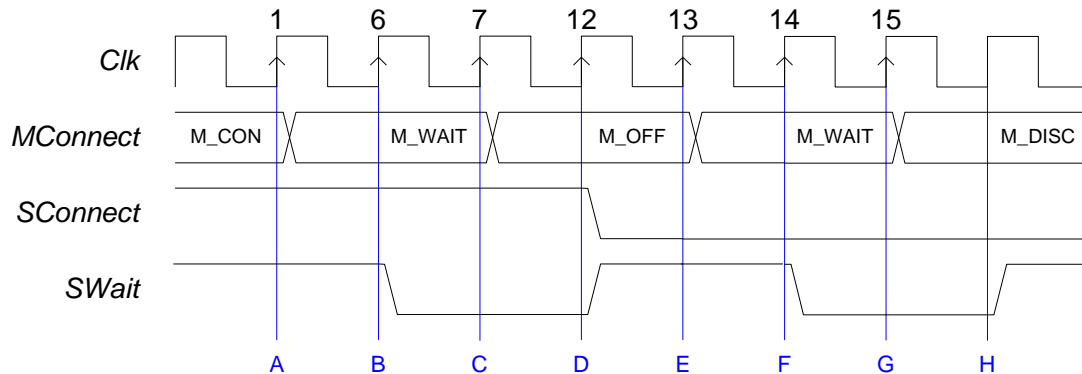 1 6 7 12 13 14 15
Clk
MConnect M_CON M_WAIT M_OFF M_WAIT M_DISC
SConnect
SWait
A B C D E F G H